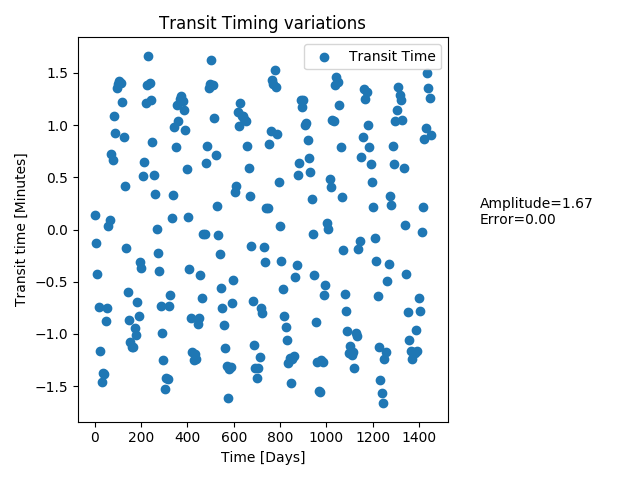 Transit Timing variations
Transit Time
Transit time [Minutes]
1.5
1.0
0.5
0.0
−0.5
−1.0
−1.5
0 200 400 600 800 1000 1200 1400
Time [Days]
Amplitude=1.67
Error=0.00